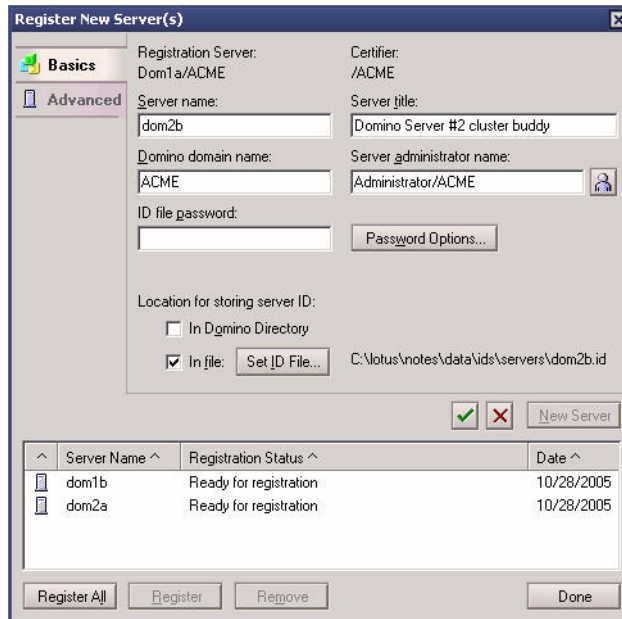 Register New Server(s)
Basics
Advanced
Registration Server:
Dom1a/ACME
Certifier:
/ACME
Server name:
dom2b
Server title:
Domino Server #2 cluster buddy
Domino domain name:
ACME
Server administrator name:
Administrator/ACME
ID file password:
Password Options...
Location for storing server ID:
In Domino Directory
In file:
Set ID File...
C:\lotus\notes\data\ids\servers\dom2b.id
New Server
Server Name Registration Status Date
dom1b Ready for registration 10/28/2005
dom2a Ready for registration 10/28/2005
Register All
Register
Remove
Done